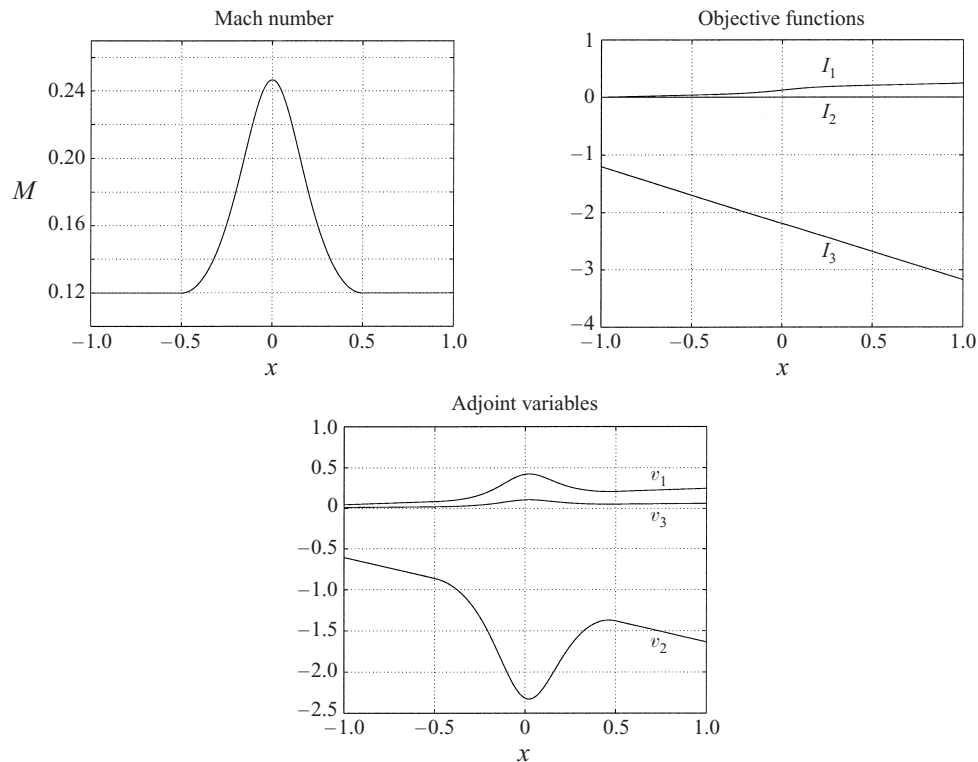 Mach number
0.24
0.20
M
0.16
0.12
−1.0 −0.5 0 0.5 1.0
x
Objective functions
1
I1
0
I2
−1
−2
I3
−3
−4
−1.0 −0.5 0 0.5 1.0
x
Adjoint variables
1.0
0.5
v1
0
v3
−0.5
−1.0
−1.5
v2
−2.0
−2.5
−1.0 −0.5 0 0.5 1.0
x